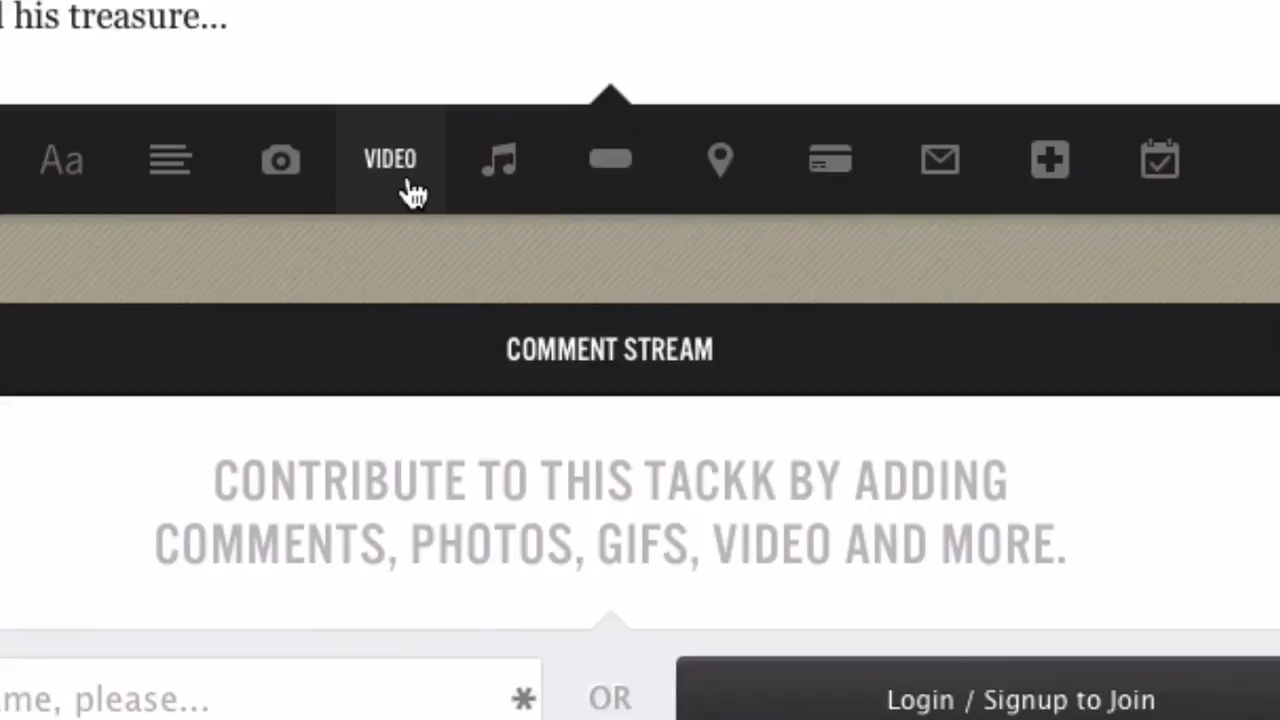 his treasure...
Aa
VIDEO
COMMENT STREAM
CONTRIBUTE TO THIS TACKK BY ADDING
COMMENTS, PHOTOS, GIFS, VIDEO AND MORE.
please...
*
OR
Login / Signup to Join